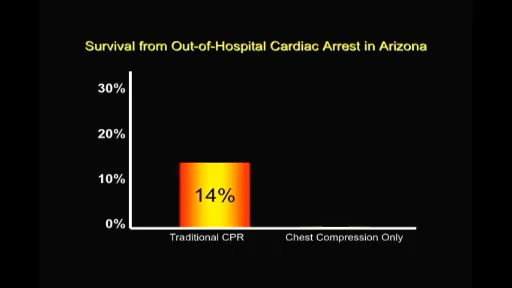 Survival from Out-of-Hospital Cardiac Arrest in Arizona
30%
20%
10%
14%
0%
Traditional CPR
Chest Compression Only